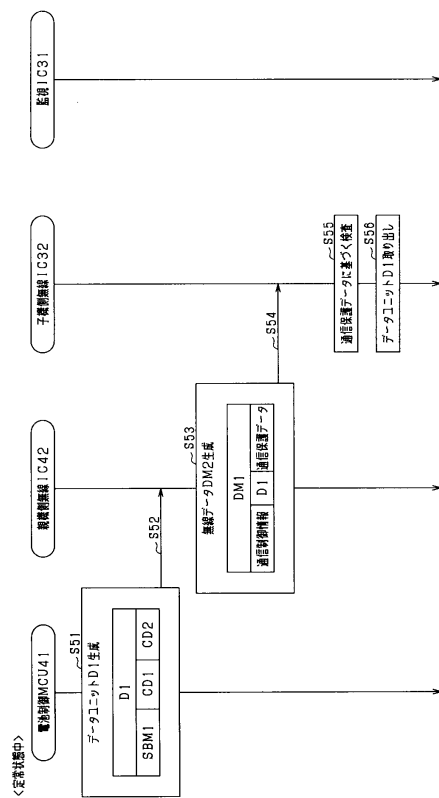 <定常状態中>
電池制御MCU41
親機側無線IC42
子機側無線IC32
監視IC31
S51
データユニットD1生成
D1
SBM1 CD1 CD2
S52
S53
無線データDM2生成
DM1
通信制御情報 D1 通信保護データ
S54
S55
通信保護データに基づく検査
S56
データユニットD1取り出し